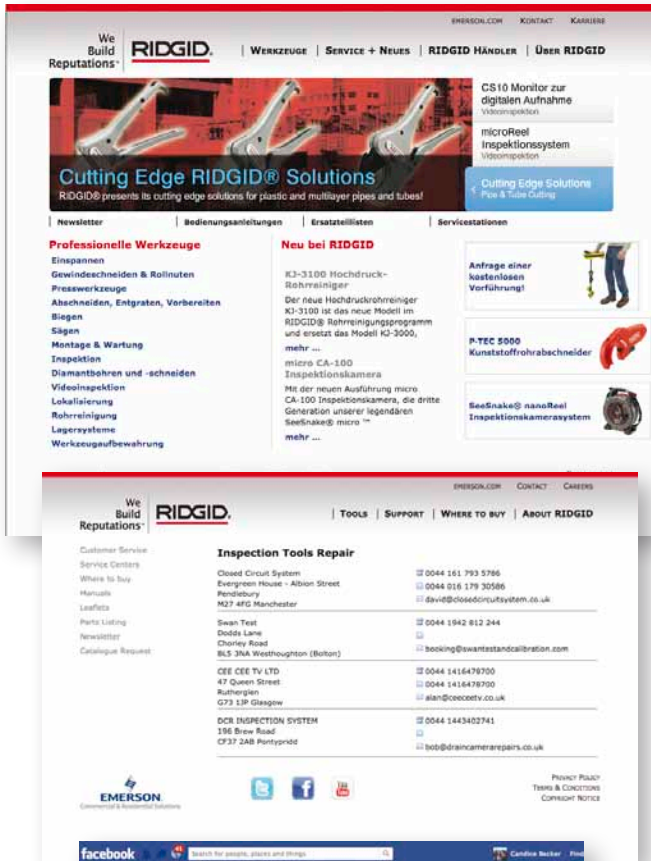 EMERSON.COM KONTAKT KARRIERE
We
Build
Reputations™
RIDGID®
| WERKZEUGE | SERVICE + NEUES | RIDGID HÄNDLER | ÜBER RIDGID
CS10 Monitor zur
digitalen Aufnahme
Videoinspektion
microReel
Inspektionssystem
Videoinspektion
Cutting Edge Solutions
Pipe & Tube Cutting
Cutting Edge RIDGID® Solutions
RIDGID® presents its cutting edge solutions for plastic and multilayer pipes and tubes!
| Newsletter | Bedienungsanleitungen | Ersatzteillisten | Servicestationen
Professionelle Werkzeuge
Einspannen
Gewindeschneiden & Rollnuten
Presswerkzeuge
Abschneiden, Entgraten, Vorbereiten
Biegen
Sägen
Montage & Wartung
Inspektion
Diamantbohren und -schneiden
Videoinspektion
Lokalisierung
Rohrreinigung
Lagersysteme
Werkzeugaufbewahrung
Neu bei RIDGID
KJ-3100 Hochdruck-
Rohrreiniger
Der neue Hochdruckrohrreiniger
KJ-3100 ist das neue Modell im
RIDGID® Rohrreinigungsprogramm
und ersetzt das Modell KJ-3000,
mehr ...
micro CA-100
Inspektionskamera
Mit der neuen Ausführung micro
CA-100 Inspektionskamera, die dritte
Generation unserer legendären
SeeSnake® micro ™
mehr ...
Anfrage einer
kostenlosen
Vorführung!
P-TEC 5000
Kunststoffrohrabschneider
SeeSnake® nanoReel
Inspektionskamerasystem
EMERSON.COM CONTACT CAREERS
We
Build
Reputations™
RIDGID®
| TOOLS | SUPPORT | WHERE TO BUY | ABOUT RIDGID
Customer Service
Service Centers
Where to buy
Manuals
Leaflets
Parts Listing
Newsletter
Catalogue Request
Inspection Tools Repair
Closed Circuit System
Evergreen House - Albion Street
Pendlebury
M27 4FG Manchester
0044 161 793 5786
0044 016 179 30586
david@closedcircuitsystem.co.uk
Swan Test
Dodds Lane
Chorley Road
BL5 3NA Westhoughton (Bolton)
0044 1942 812 244
booking@swantestandcalibration.com
CEE CEE TV LTD
47 Queen Street
Rutherglen
G73 1JP Glasgow
0044 1416478700
0044 1416478700
alan@ceeceetv.co.uk
DCR INSPECTION SYSTEM
196 Brew Road
CF37 2AB Pontypridd
0044 1443402741
bob@draincamerarepairs.co.uk
EMERSON
Commercial & Residential Solutions
You
PRIVACY POLICY
TERMS & CONDITIONS
COPYRIGHT NOTICE
facebook
Search for people, places and things
Candice Becker Find